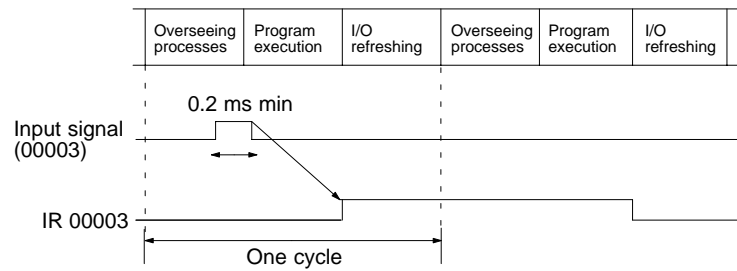 Overseeing Program I/O Overseeing Program I/O
processes execution refreshing processes execution refreshing
0.2 ms min
Input signal
(00003)
IR 00003
One cycle